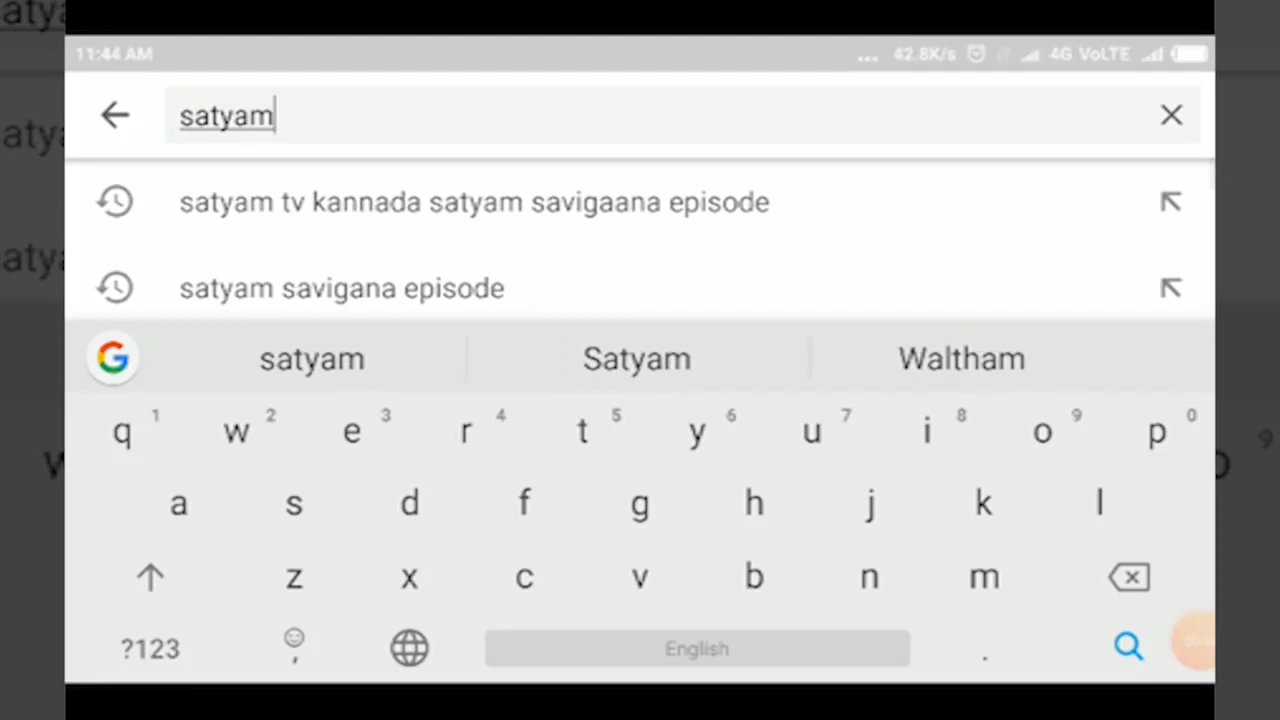 11:44 AM ... 42.8K/s 4G VoLTE
satyam
satyam tv kannada satyam savigaana episode
satyam savigana episode
satyam Satyam Waltham
q 1 w 2 e 3 r 4 t 5 y 6 u 7 i 8 o 9 p 0
a s d f g h j k l
z x c v b n m
?123 , English .